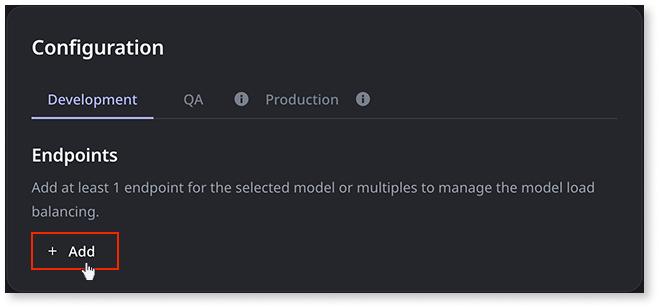 Configuration
Development QA Production
Endpoints
Add at least 1 endpoint for the selected model or multiples to manage the model load
balancing.
+ Add